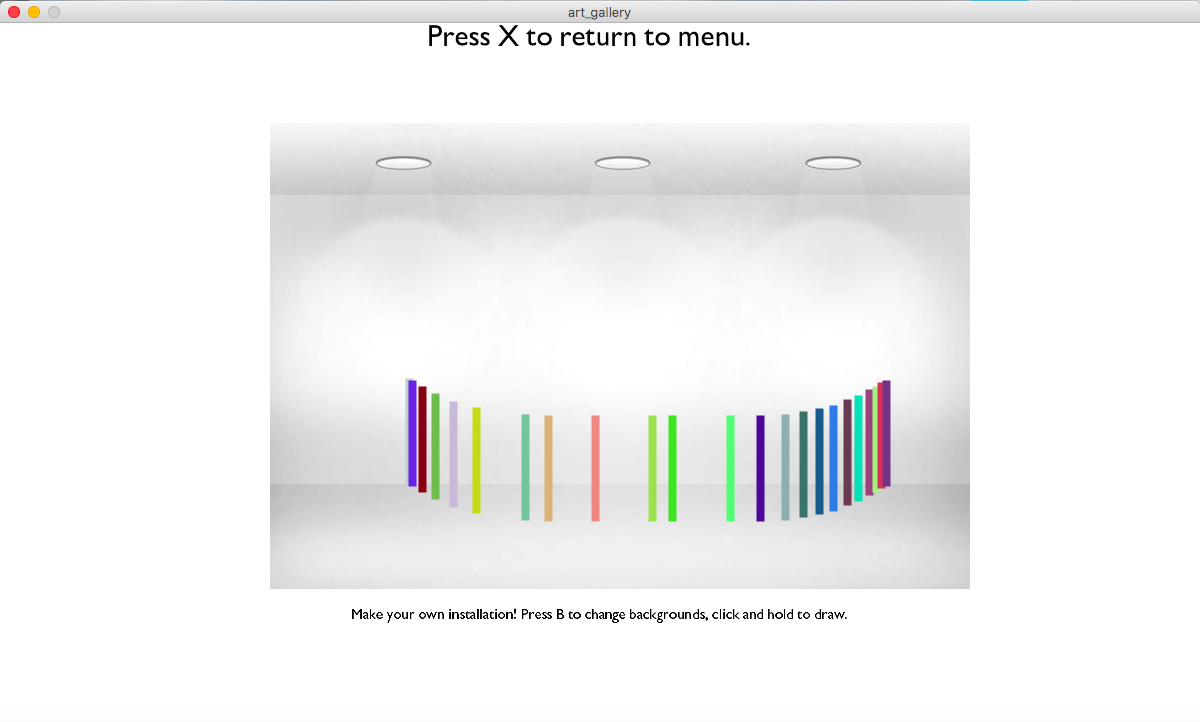 art_gallery
Press X to return to menu.
Make your own installation! Press B to change backgrounds, click and hold to draw.